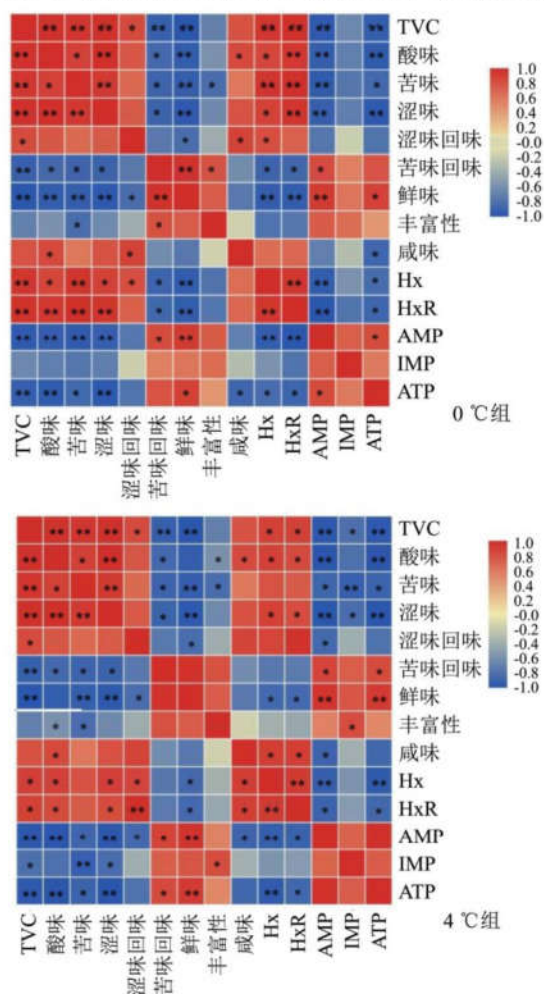 TVC
酸味
苦味
涩味
涩味回味
苦味回味
鲜味
丰富性
咸味
Hx
HxR
AMP
IMP
ATP
1.0
0.8
0.6
0.4
0.2
-0.0
-0.2
-0.4
-0.6
-0.8
-1.0
TVC
酸味
苦味
涩味
涩味回味
苦味回味
鲜味
丰富性
咸味
Hx
HxR
AMP
IMP
ATP
0 ℃组
TVC
酸味
苦味
涩味
涩味回味
苦味回味
鲜味
丰富性
咸味
Hx
HxR
AMP
IMP
ATP
1.0
0.8
0.6
0.4
0.2
0.0
-0.2
-0.4
-0.6
-0.8
-1.0
TVC
酸味
苦味
涩味
涩味回味
苦味回味
鲜味
丰富性
咸味
Hx
HxR
AMP
IMP
ATP
4 ℃组